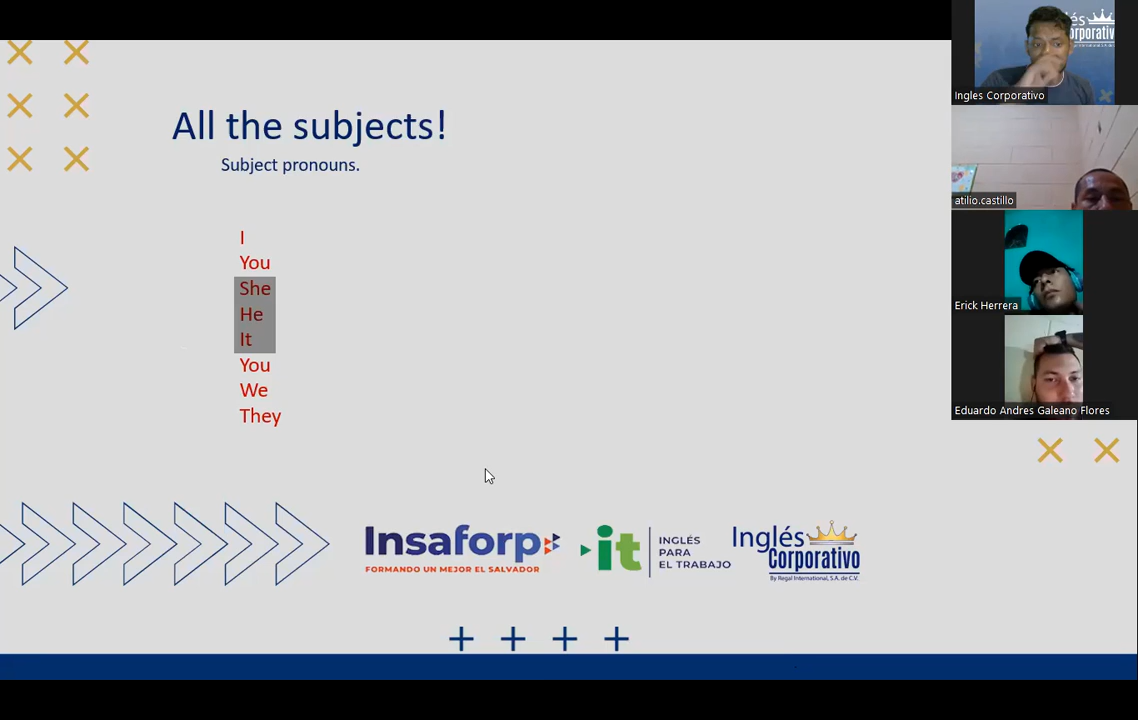 All the subjects!
Subject pronouns.
I
You
She
He
It
You
We
They
Insaforp
FORMANDO UN MEJOR EL SALVADOR
it
INGLÉS
PARA
EL TRABAJO
Inglés
Corporativo
By Regal International, S.A. de C.V.
és
orporativo
Ingles Corporativo
atilio.castillo
Erick Herrera
Eduardo Andres Galeano Flores